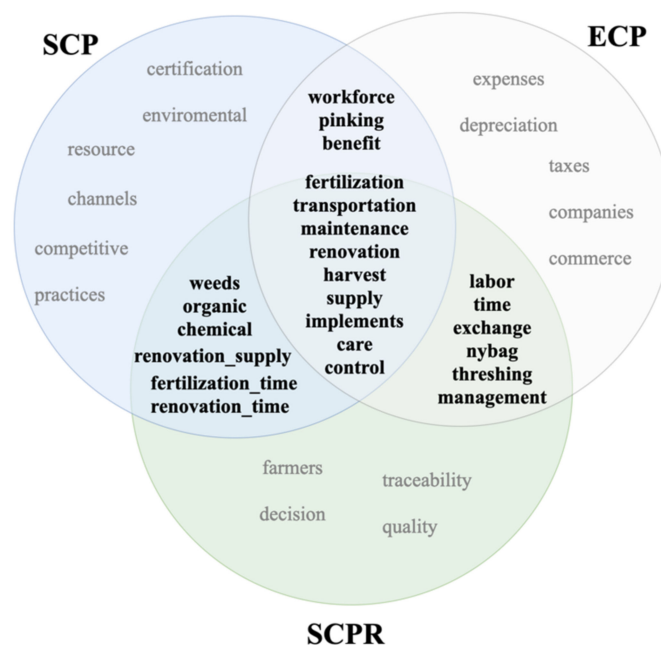 SCP
ECP
certification
enviromental
resource
channels
competitive
practices
workforce
pinking
benefit
expenses
depreciation
taxes
companies
commerce
fertilization
transportation
maintenance
renovation
harvest
supply
implements
care
control
weeds
organic
chemical
renovation_supply
fertilization_time
renovation_time
labor
time
exchange
nybag
threshing
management
farmers
decision
traceability
quality
SCPR